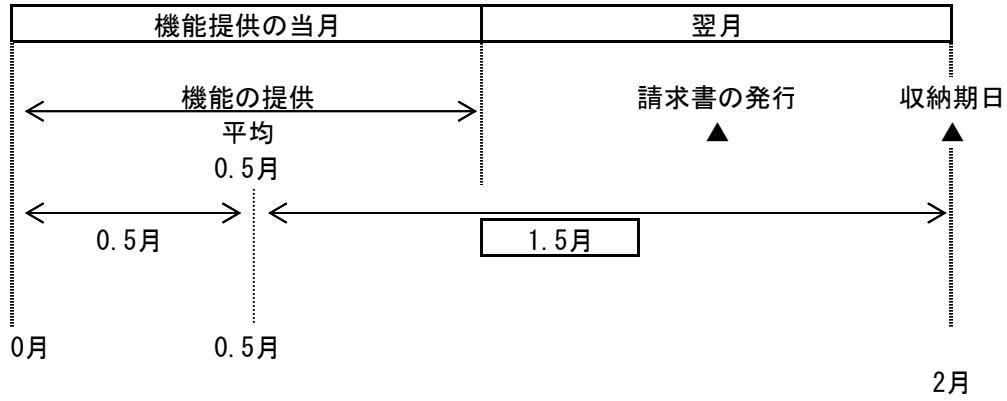 機能提供の当月 翌月
機能の提供 請求書の発行 収納期日
平均 ▲ ▲
0.5月
0.5月 1.5月
0月 0.5月
2月